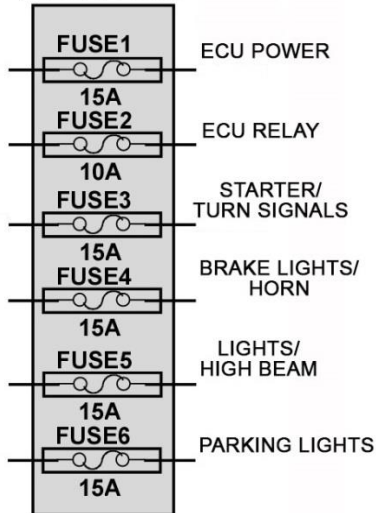 FUSE1
ECU POWER
15A
FUSE2
ECU RELAY
10A
FUSE3
STARTER/
TURN SIGNALS
15A
FUSE4
BRAKE LIGHTS/
HORN
15A
FUSE5
LIGHTS/
HIGH BEAM
15A
FUSE6
PARKING LIGHTS
15A